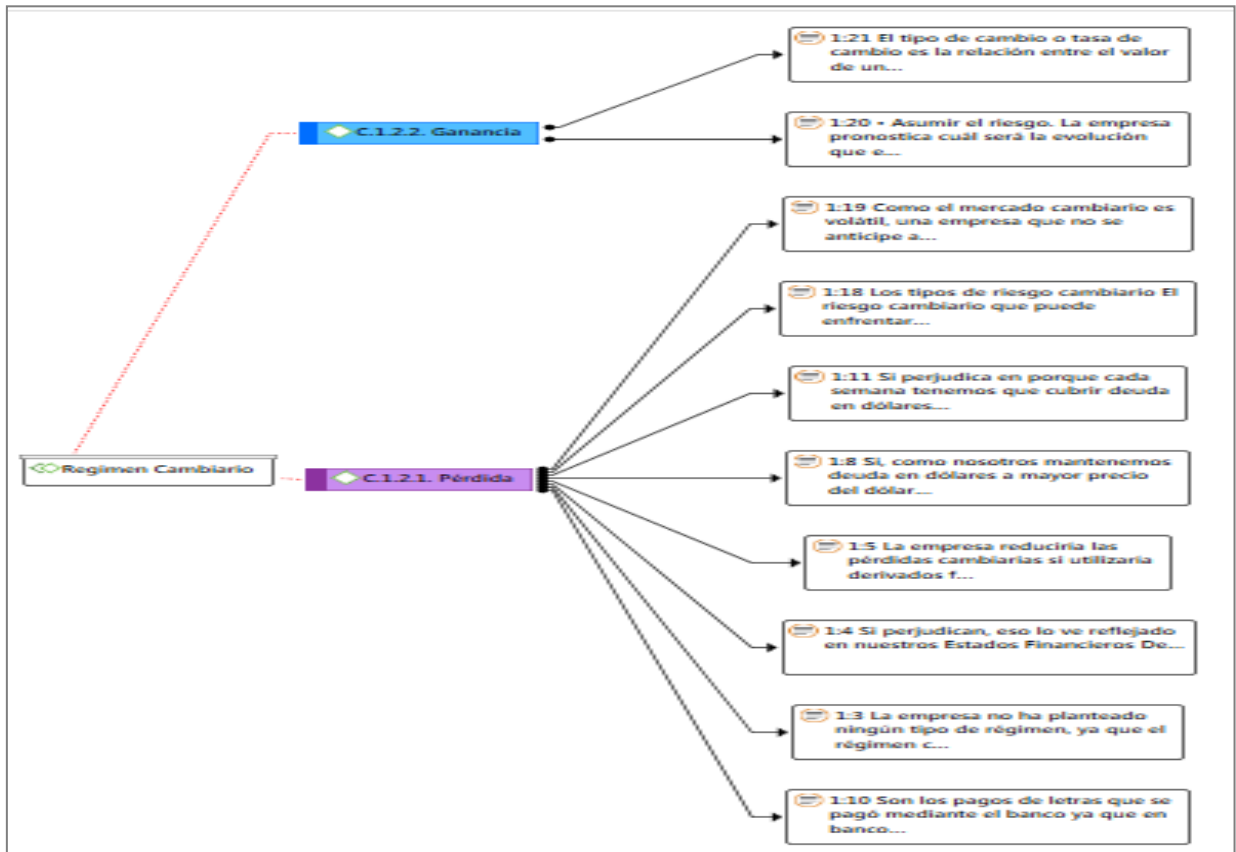 1:21 El tipo de cambio o tasa de
cambio es la relación entre el valor
de un...
C.1.2.2. Ganancia
1:20 • Asumir el riesgo. La empresa
pronostica cuál será la evolución
que e...
1:19 Como el mercado cambiario es
volátil, una empresa que no se
anticipe a...
1:18 Los tipos de riesgo cambiario El
riesgo cambiario que puede
enfrentar...
1:11 Si perjudica en porque cada
semana tenemos que cubrir deuda
en dólares...
Regimen Cambiario
C.1.2.1. Pérdida
1:8 Si, como nosotros mantenemos
deuda en dólares a mayor precio
del dólar...
1:5 La empresa reduciria las
pérdidas cambiarias si utilizaria
derivados f...
1:4 Si perjudican, eso lo ve reflejado
en nuestros Estados Financieros De...
1:3 La empresa no ha planteado
ningún tipo de régimen, ya que el
régimen c...
1:10 Son los pagos de letras que se
pagó mediante el banco ya que en
banco...